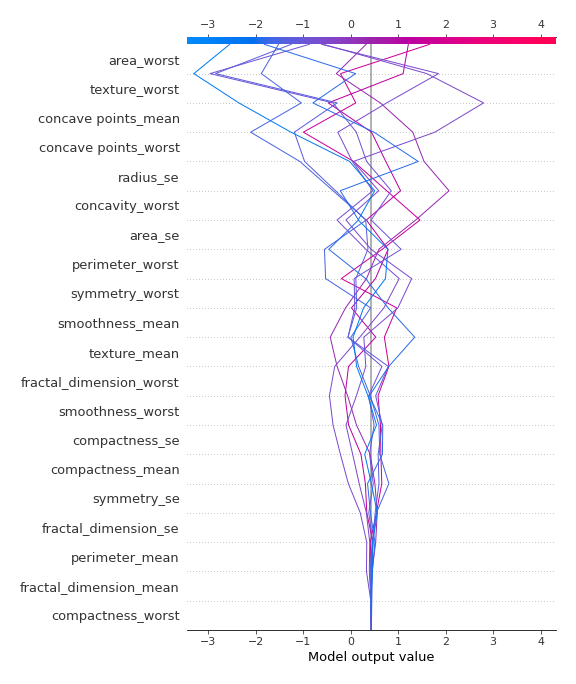 −3 −2 −1 0 1 2 3 4
area_worst
texture_worst
concave points_mean
concave points_worst
radius_se
concavity_worst
area_se
perimeter_worst
symmetry_worst
smoothness_mean
texture_mean
fractal_dimension_worst
smoothness_worst
compactness_se
compactness_mean
symmetry_se
fractal_dimension_se
perimeter_mean
fractal_dimension_mean
compactness_worst
−3 −2 −1 0 1 2 3 4
Model output value